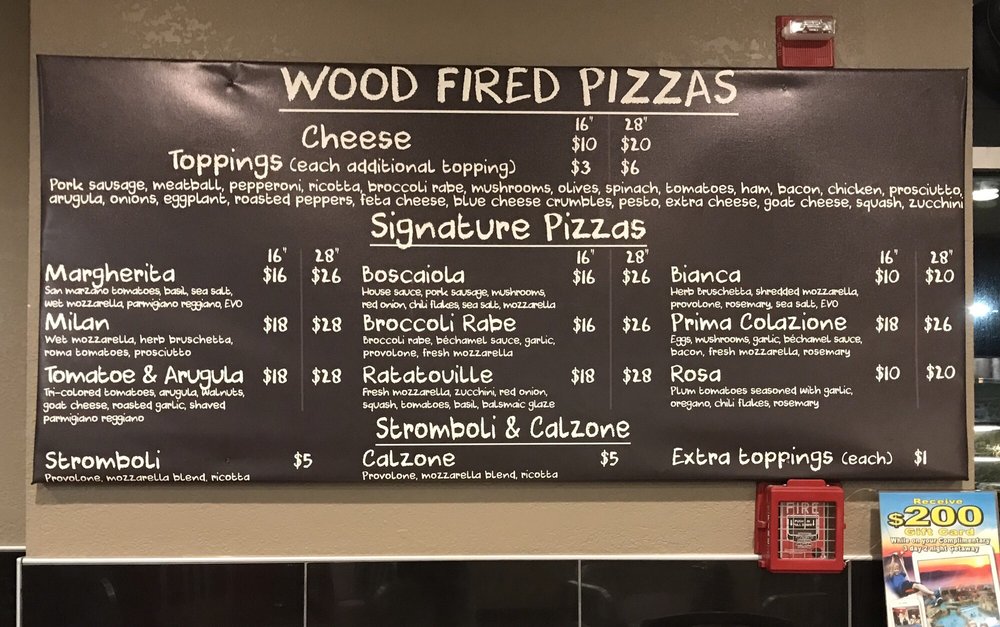 WOOD FIRED PIZZAS
16" 28"
Cheese $10 $20
Toppings (each additional topping) $3 $6
Pork sausage, meatball, pepperoni, ricotta, broccoli rabe, mushrooms, olives, spinach, tomatoes, ham, bacon, chicken, prosciutto,
arugula, onions, eggplant, roasted peppers, feta cheese, blue cheese crumbles, pesto, extra cheese, goat cheese, squash, zucchini
Signature Pizzas
16" 28"
Margherita $16 $26
San marzano tomatoes, basil, sea salt,
wet mozzarella, parmigiano reggiano, EVO
Milan $18 $28
Wet mozzarella, herb bruschetta,
roma tomatoes, prosciutto
Tomatoe & Arugula $18 $28
Tri-colored tomatoes, arugula, walnuts,
goat cheese, roasted garlic, shaved
parmigiano reggiano
16" 28"
Boscaiola $16 $26
House sauce, pork sausage, mushrooms,
red onion, chili flakes, sea salt, mozzarella
Broccoli Rabe $16 $26
Broccoli rabe, béchamel sauce, garlic,
provolone, fresh mozzarella
Ratatouille $18 $28
Fresh mozzarella, zucchini, red onion,
squash, tomatoes, basil, balsmaic glaze
16" 28"
Bianca $10 $20
Herb bruschetta, shredded mozzarella,
provolone, rosemary, sea salt, EVO
Prima Colazione $18 $26
Eggs, mushrooms, garlic, béchamel sauce,
bacon, fresh mozzarella, rosemary
Rosa $10 $20
Plum tomatoes seasoned with garlic,
oregano, chili flakes, rosemary
Stromboli & Calzone
Stromboli $5
Provolone, mozzarella blend, ricotta
Calzone $5
Provolone, mozzarella blend, ricotta
Extra toppings (each) $1
FIRE
Receive
$200
Gift Card
While on your Complimentary
3 day 2 night Getaway